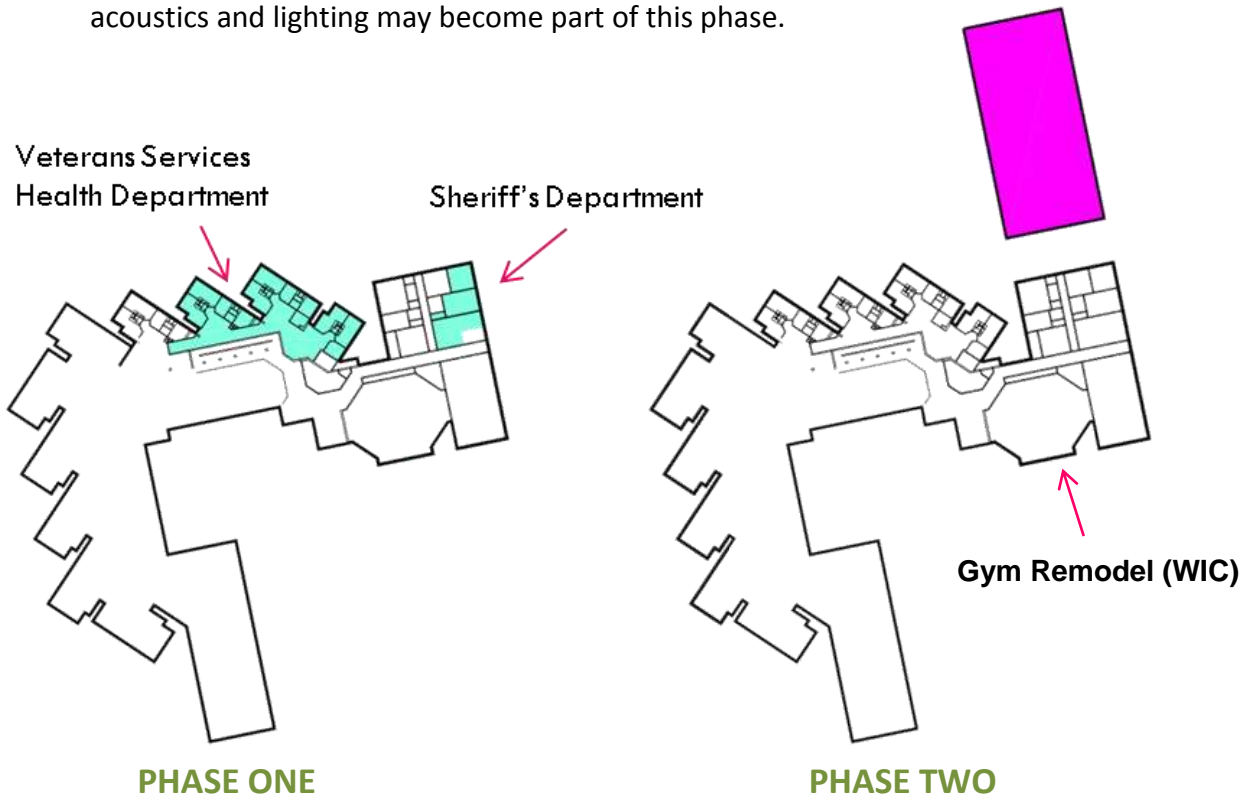 acoustics and lighting may become part of this phase.
Veterans Services
Health Department
Sheriff's Department
Gym Remodel (WIC)
PHASE ONE
PHASE TWO